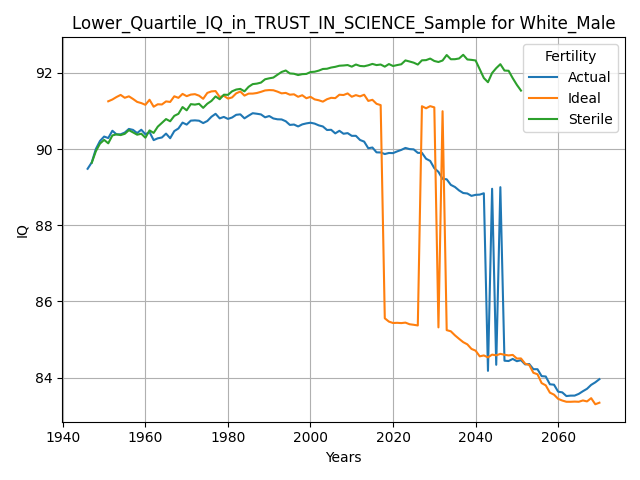 Lower_Quartile_IQ_in_TRUST_IN_SCIENCE_Sample for White_Male
Fertility
Actual
Ideal
Sterile
IQ
92
90
88
86
84
1940 1960 1980 2000 2020 2040 2060
Years